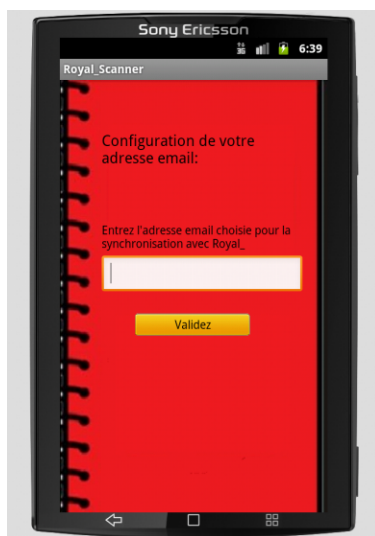 Sony Ericsson
3G 6:39
Royal_Scanner
Configuration de votre
adresse email:
Entrez l'adresse email choisie pour la
synchronisation avec Royal_
Validez